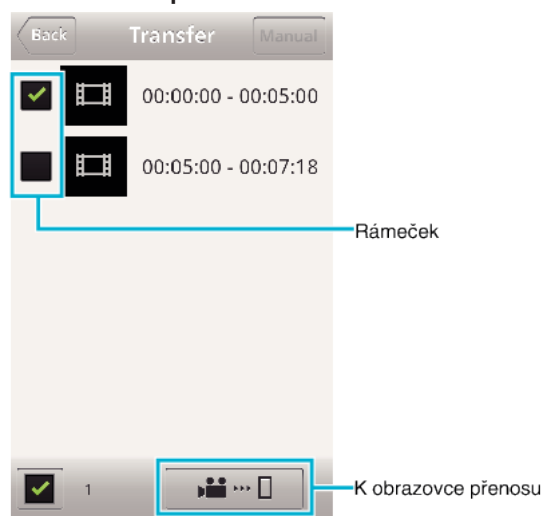 Back Transfer Manual
00:00:00 - 00:05:00
00:05:00 - 00:07:18
Rámeček
1
K obrazovce přenosu